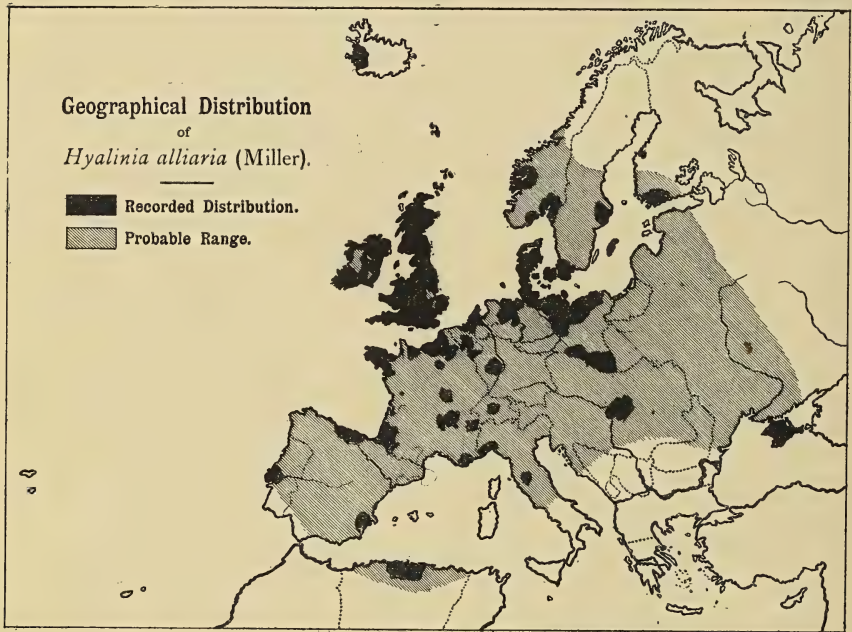 Geographical Distribution
of
Hyalinia alliaria (Miller).
Recorded Distribution.
Probable Range.